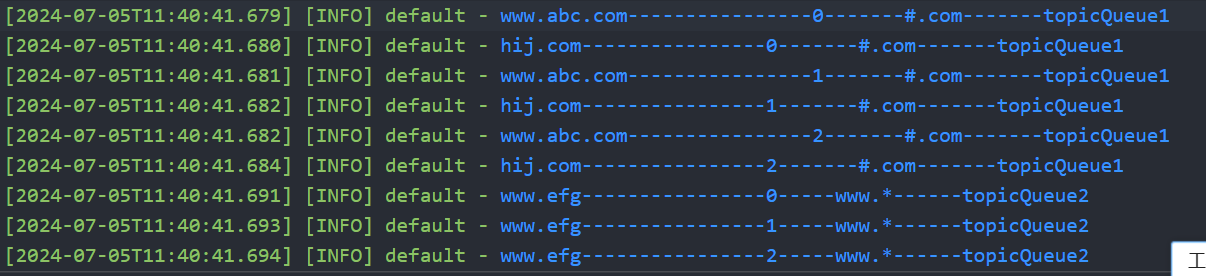 [2024-07-05T11:40:41.679] [INFO] default - www.abc.com----------------0-------#.com-------topicQueue1
[2024-07-05T11:40:41.680] [INFO] default - hij.com----------------0-------#.com-------topicQueue1
[2024-07-05T11:40:41.681] [INFO] default - www.abc.com----------------1-------#.com-------topicQueue1
[2024-07-05T11:40:41.682] [INFO] default - hij.com----------------1-------#.com-------topicQueue1
[2024-07-05T11:40:41.682] [INFO] default - www.abc.com----------------2-------#.com-------topicQueue1
[2024-07-05T11:40:41.684] [INFO] default - hij.com----------------2-------#.com-------topicQueue1
[2024-07-05T11:40:41.691] [INFO] default - www.efg----------------0-----www.*------topicQueue2
[2024-07-05T11:40:41.693] [INFO] default - www.efg----------------1-----www.*------topicQueue2
[2024-07-05T11:40:41.694] [INFO] default - www.efg----------------2-----www.*------topicQueue2
工